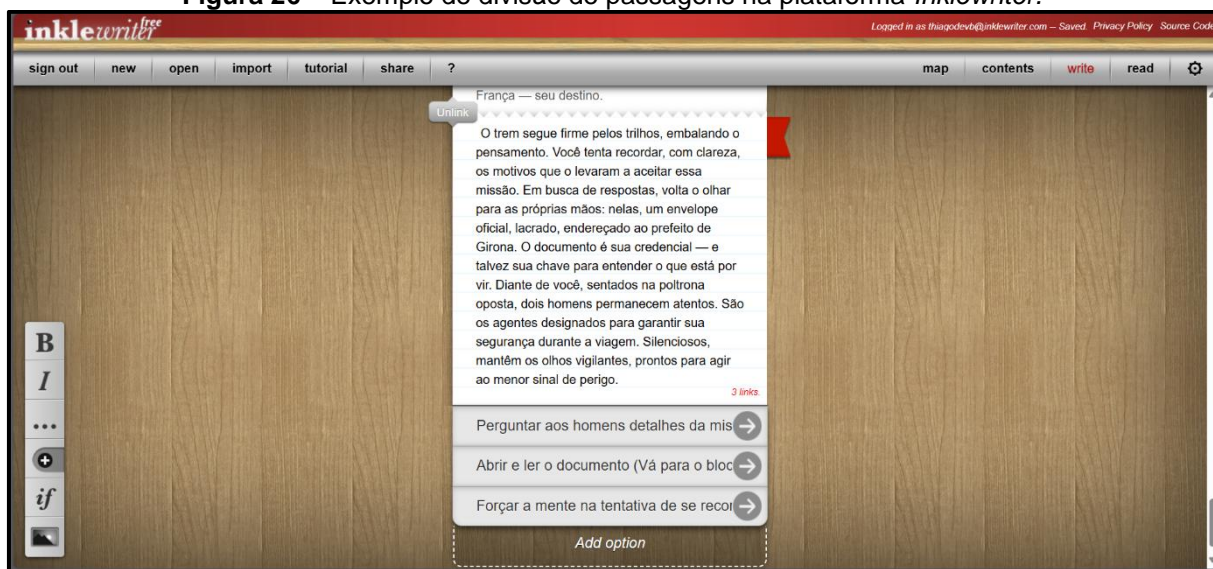 Figura 20 – Exemplo de divisão de passagens na plataforma Inklewriter.
inklewriter free
Logged in as thiagodevb@inklewriter.com – Saved. Privacy Policy Source Code
sign out new open import tutorial share ? map contents write read
França — seu destino.
Unlink
O trem segue firme pelos trilhos, embalando o
pensamento. Você tenta recordar, com clareza,
os motivos que o levaram a aceitar essa
missão. Em busca de respostas, volta o olhar
para as próprias mãos: nelas, um envelope
oficial, lacrado, endereçado ao prefeito de
Girona. O documento é sua credencial — e
talvez sua chave para entender o que está por
vir. Diante de você, sentados na poltrona
oposta, dois homens permanecem atentos. São
os agentes designados para garantir sua
segurança durante a viagem. Silenciosos,
mantêm os olhos vigilantes, prontos para agir
ao menor sinal de perigo.
3 links.
Perguntar aos homens detalhes da mis
Abrir e ler o documento (Vá para o bloc
Forçar a mente na tentativa de se recor
Add option
B
I
...
if